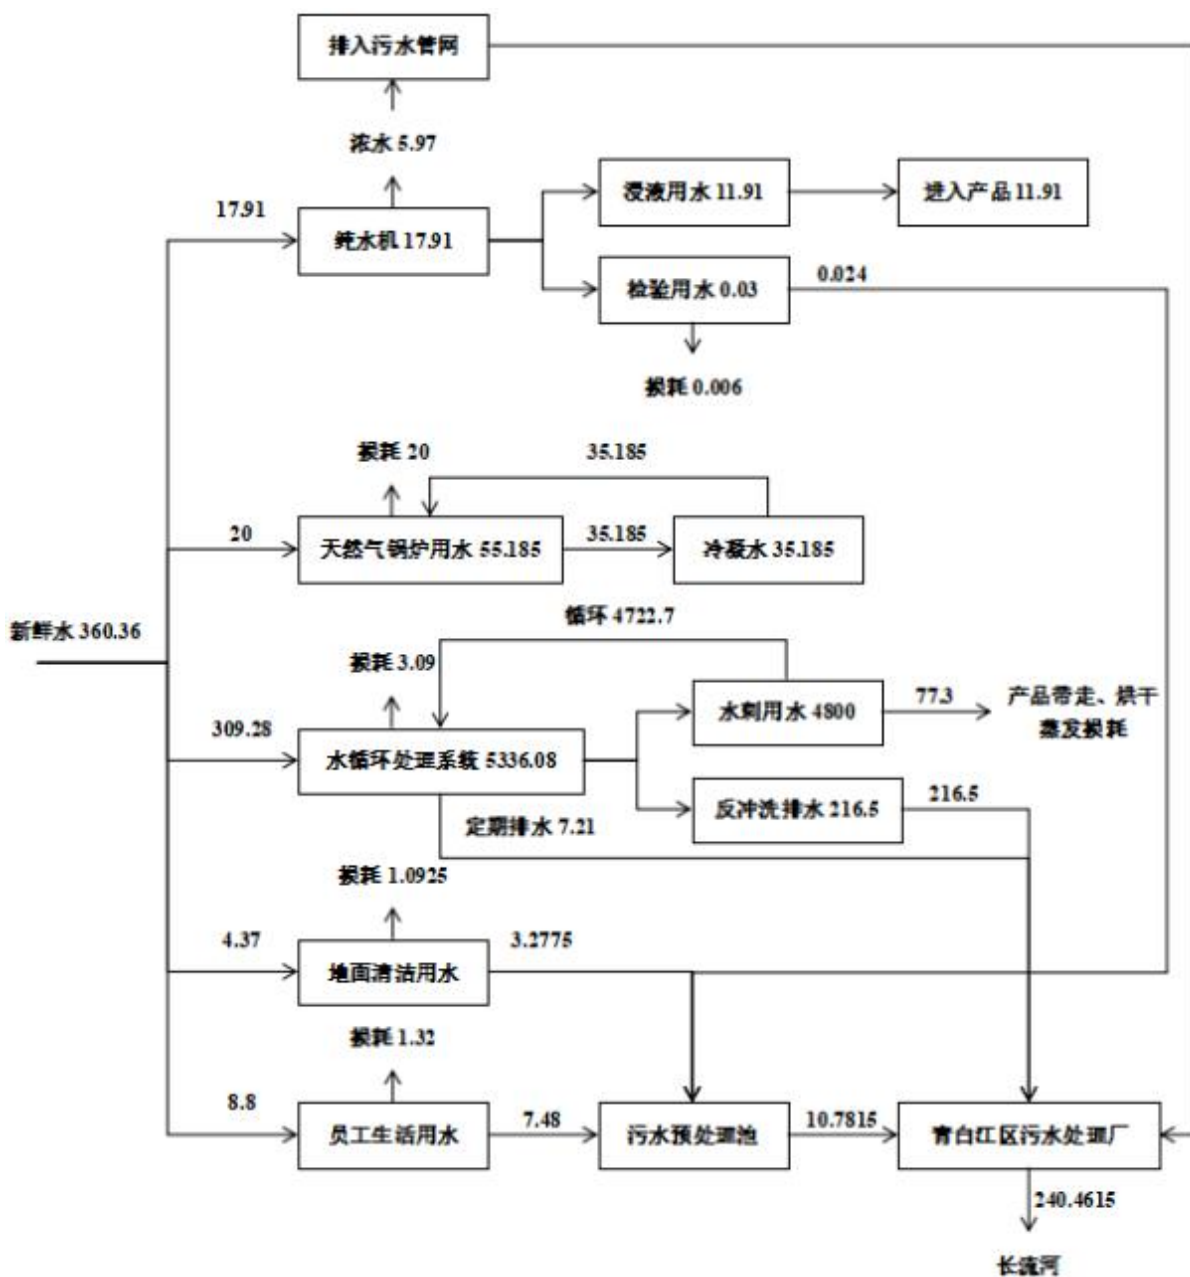 排入污水管网
浓水 5.97
浸液用水 11.91
进入产品 11.91
17.91
纯水机 17.91
0.024
检验用水 0.03
损耗 0.006
损耗 20
35.185
20
天然气锅炉用水 55.185
35.185
冷凝水 35.185
循环 4722.7
新鲜水 360.36
损耗 3.09
水刺用水 4800
77.3
产品带走、烘干
蒸发损耗
309.28
水循环处理系统 5336.08
反冲洗排水 216.5
216.5
定期排水 7.21
损耗 1.0925
4.37
地面清洁用水
3.2775
损耗 1.32
8.8
员工生活用水
7.48
污水预处理池
10.7815
青白江区污水处理厂
240.4615
长流河